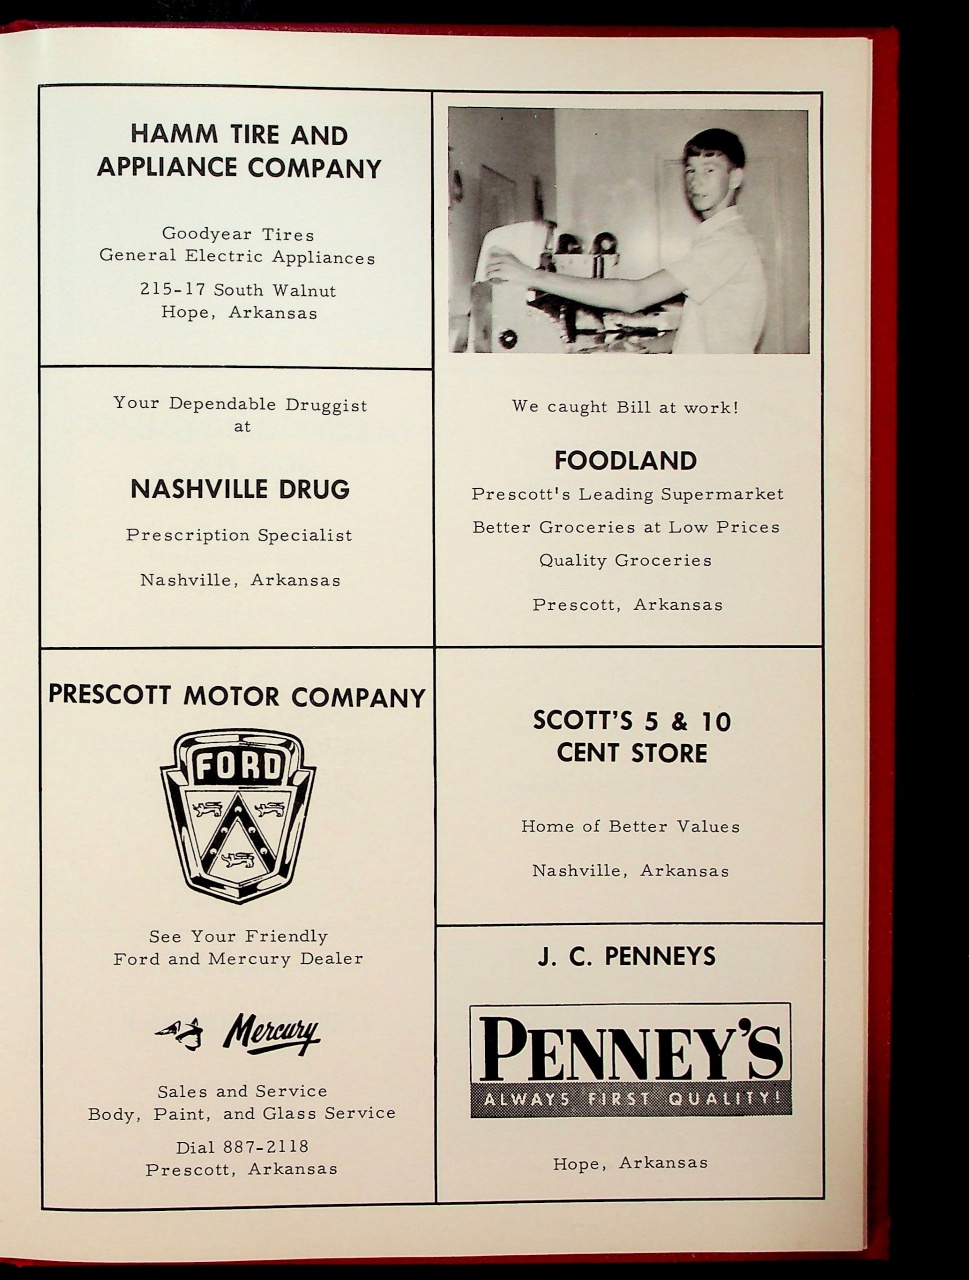 HAMM TIRE AND
APPLIANCE COMPANY
Goodyear Tires
General Electric Appliances
215-17 South Walnut
Hope, Arkansas
Your Dependable Druggist
at
NASHVILLE DRUG
Prescription Specialist
Nashville, Arkansas
PRESCOTT MOTOR COMPANY
FORD
See Your Friendly
Ford and Mercury Dealer
Mercury
Sales and Service
Body, Paint, and Glass Service
Dial 887-2118
Prescott, Arkansas
We caught Bill at work!
FOODLAND
Prescott's Leading Supermarket
Better Groceries at Low Prices
Quality Groceries
Prescott, Arkansas
SCOTT'S 5 & 10
CENT STORE
Home of Better Values
Nashville, Arkansas
J. C. PENNEYS
PENNEY'S
ALWAYS FIRST QUALITY!
Hope, Arkansas